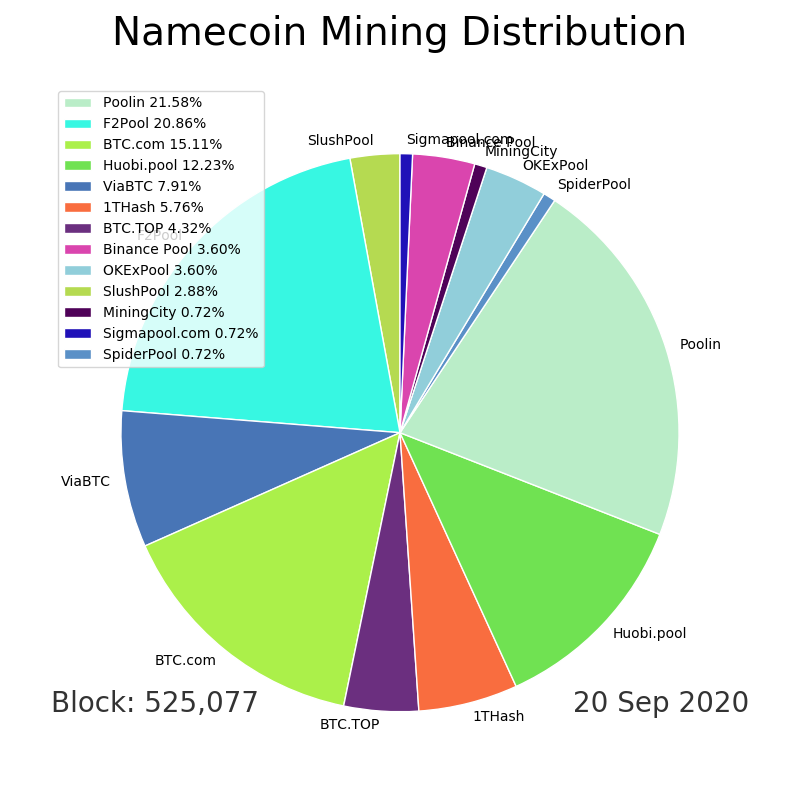 Namecoin Mining Distribution
Poolin 21.58%
F2Pool 20.86%
BTC.com 15.11%
Huobi.pool 12.23%
ViaBTC 7.91%
1THash 5.76%
BTC.TOP 4.32%
Binance Pool 3.60%
OKExPool 3.60%
SlushPool 2.88%
MiningCity 0.72%
Sigmapool.com 0.72%
SpiderPool 0.72%
F2Pool
SlushPool
Sigmapool.com
Binance Pool
MiningCity
OKExPool
SpiderPool
Poolin
ViaBTC
Huobi.pool
BTC.com
1THash
BTC.TOP
Block: 525,077
20 Sep 2020